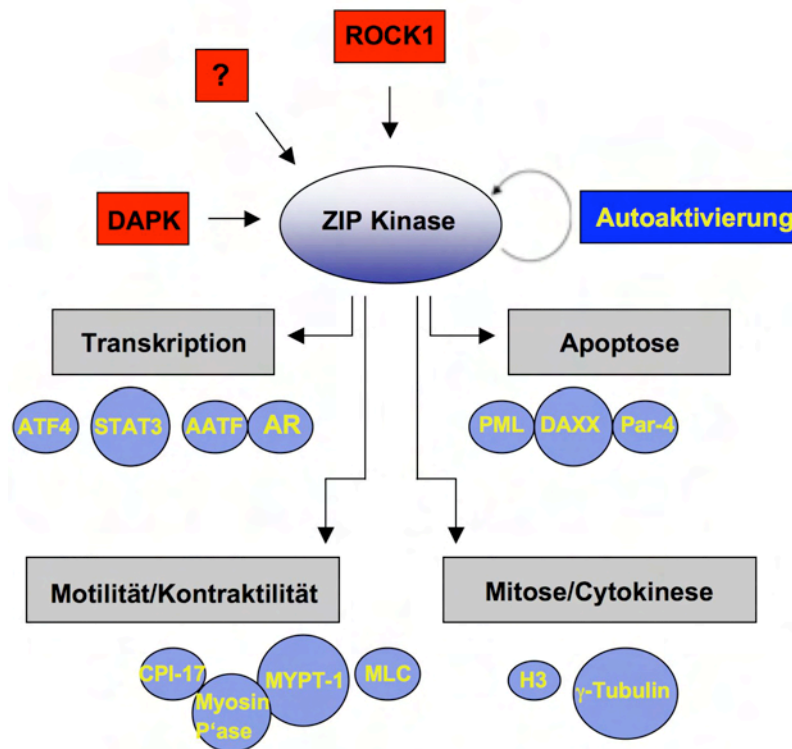 ROCK1
?
DAPK
ZIP Kinase
Autoaktivierung
Transkription
Apoptose
ATF4
STAT3
AATF
AR
PML
DAXX
Par-4
Motilität/Kontraktilität
Mitose/Cytokinese
CPI-17
Myosin
P'ase
MYPT-1
MLC
H3
γ-Tubulin